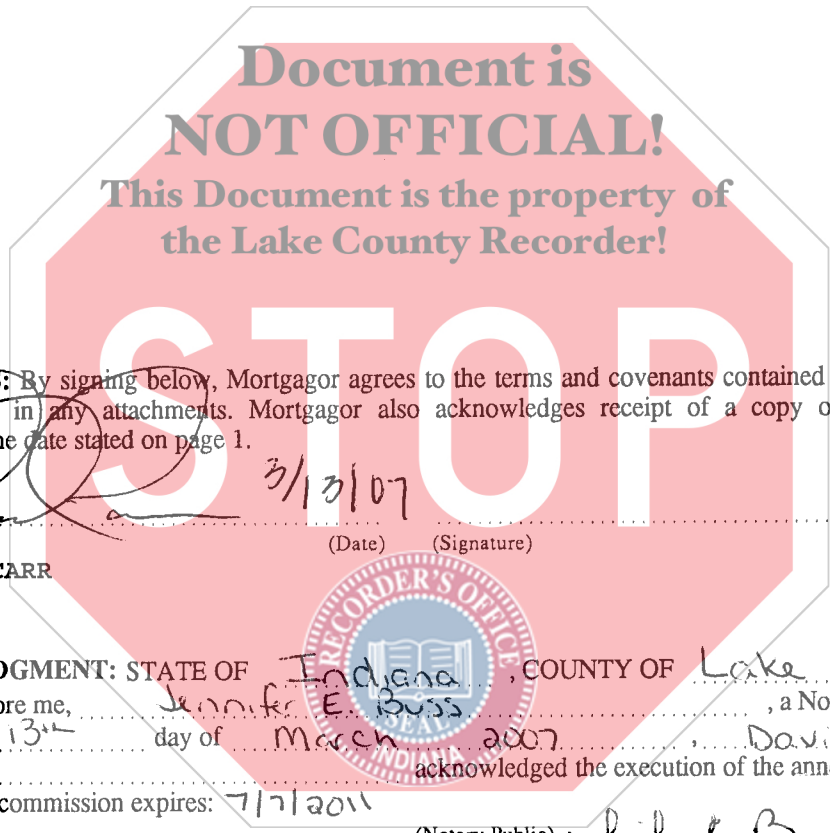 Document is
NOT OFFICIAL!
This Document is the property of
the Lake County Recorder!
STOP
: By signing below, Mortgagor agrees to the terms and covenants contained
in any attachments. Mortgagor also acknowledges receipt of a copy o
e date stated on page 1.
3/13/07
(Date) (Signature)
CARR
RECORDER'S OFFICE
SEAL
INDIANA
DGMENT: STATE OF Indiana, COUNTY OF Lake
ore me, Jennifer E. Buss, a No
13th day of March 2007, Davi
acknowledged the execution of the ann
commission expires: 7/7/2011
(Notary Public)